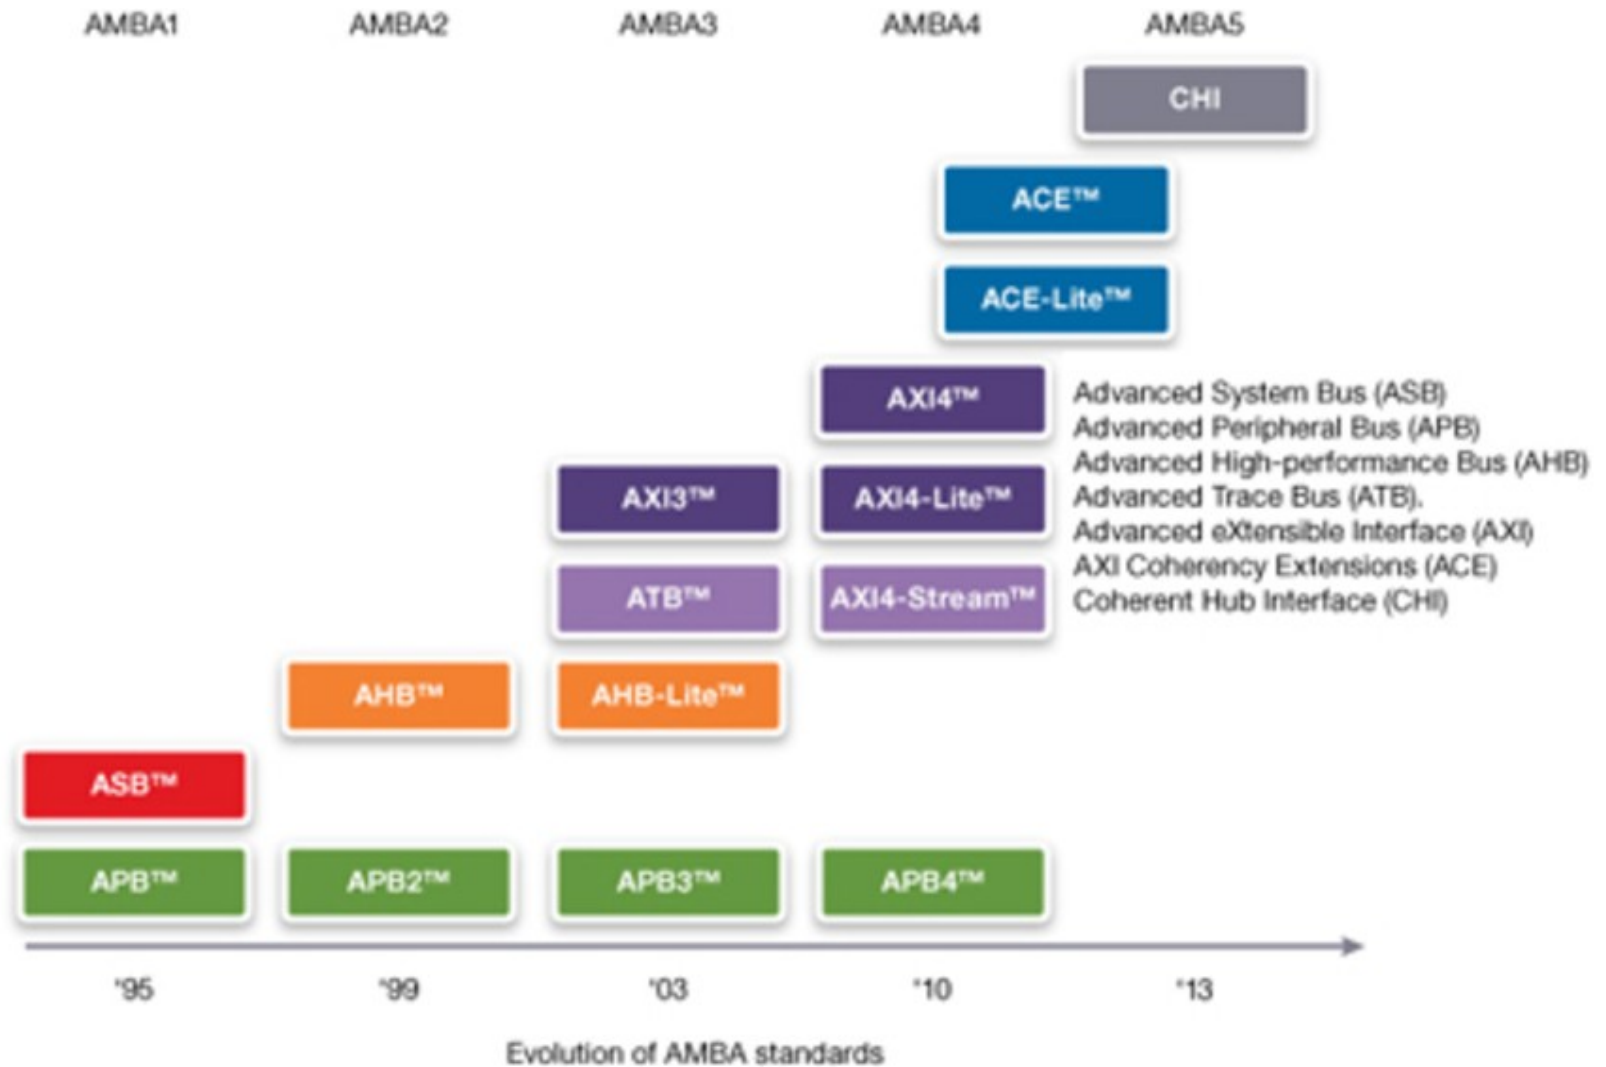 AMBA1 AMBA2 AMBA3 AMBA4 AMBA5
CHI
ACE™
ACE-Lite™
AXI4™
Advanced System Bus (ASB)
Advanced Peripheral Bus (APB)
Advanced High-performance Bus (AHB)
Advanced Trace Bus (ATB).
Advanced eXtensible Interface (AXI)
AXI Coherency Extensions (ACE)
Coherent Hub Interface (CHI)
AXI3™ AXI4-Lite™
ATB™ AXI4-Stream™
AHB™ AHB-Lite™
ASB™
APB™ APB2™ APB3™ APB4™
‘95 ‘99 ‘03 ‘10 ‘13
Evolution of AMBA standards